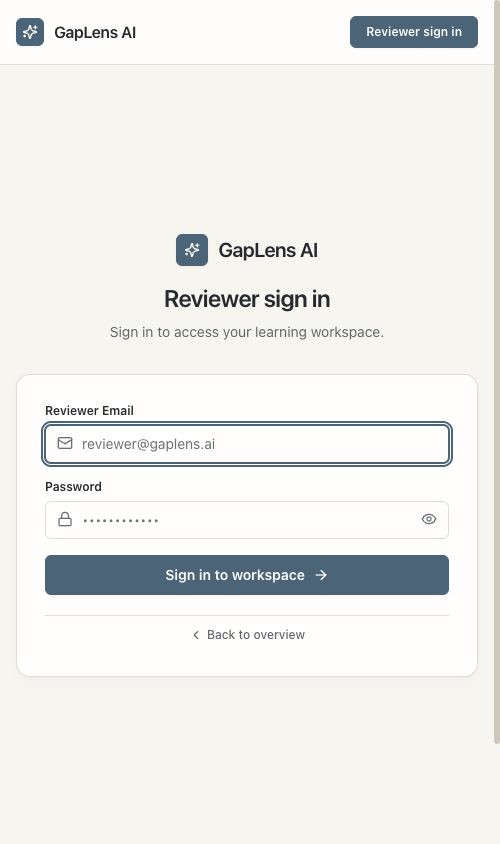 GapLens AI
Reviewer sign in
GapLens AI
Reviewer sign in
Sign in to access your learning workspace.
Reviewer Email
reviewer@gaplens.ai
Password
••••••••••••
Sign in to workspace
Back to overview